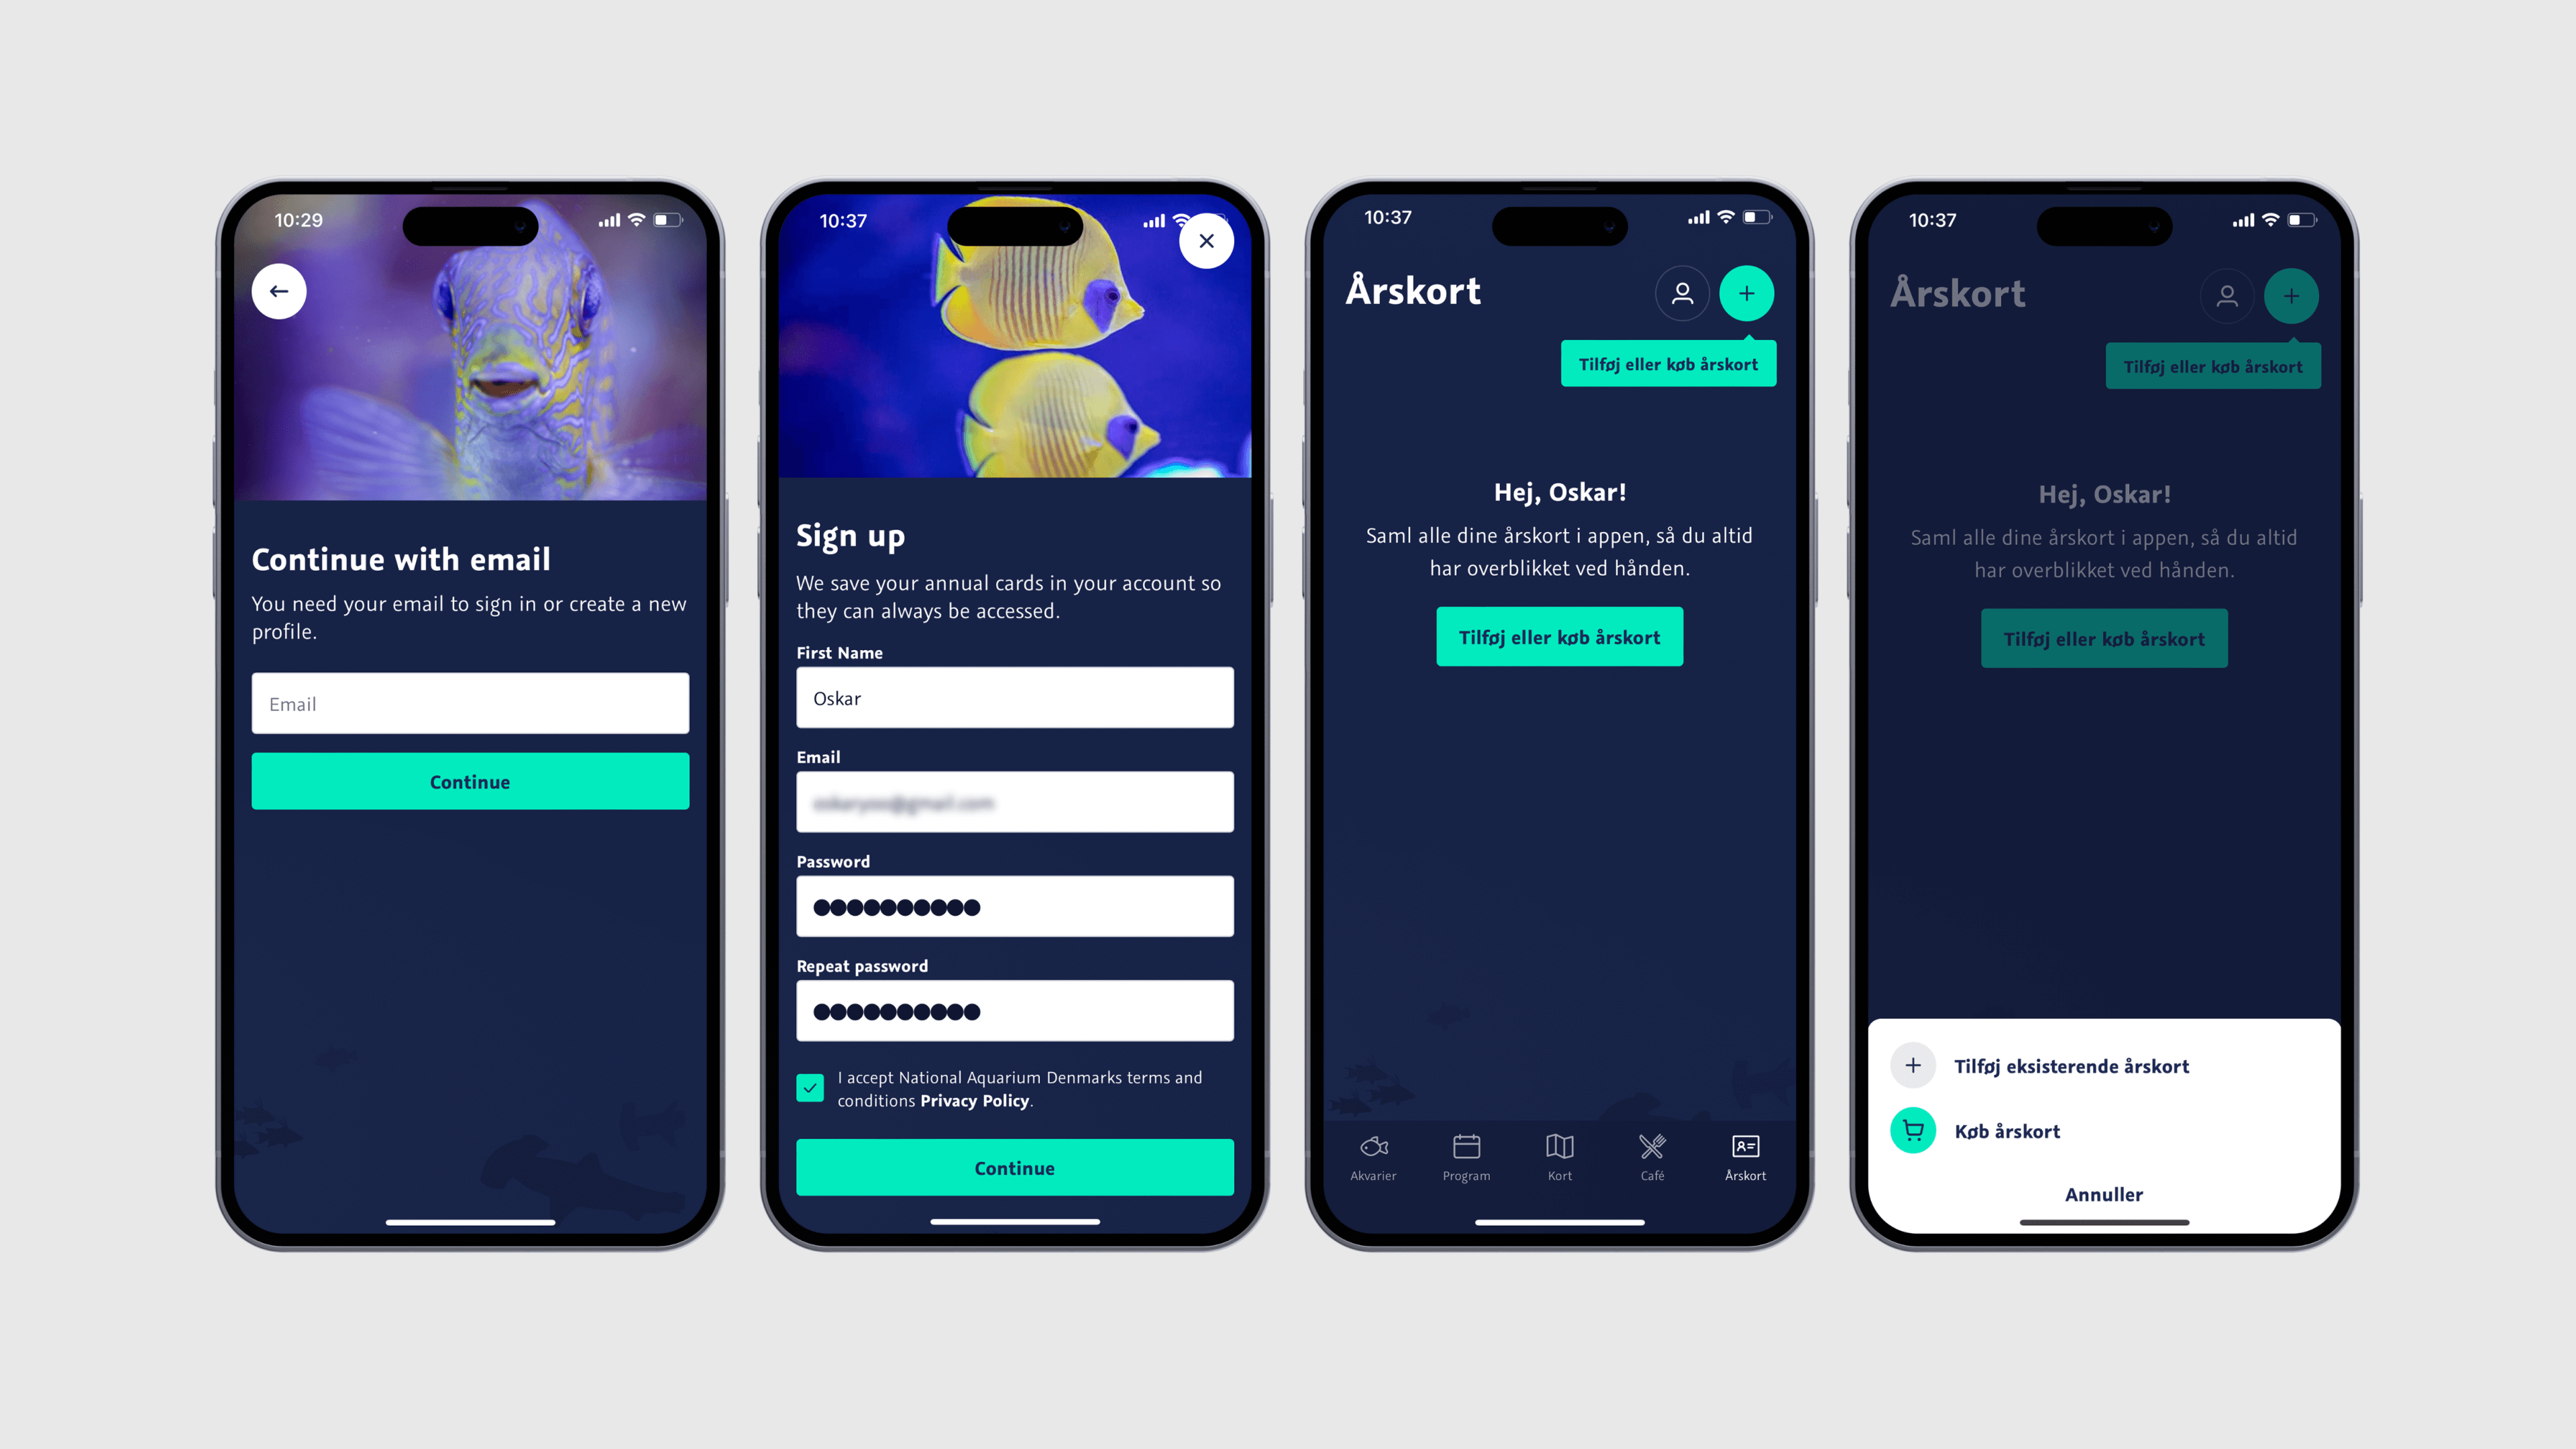 10:29
Continue with email
You need your email to sign in or create a new
profile.
Email
Continue
10:37
Sign up
We save your annual cards in your account so
they can always be accessed.
First Name
Oskar
Email
Password
Repeat password
I accept National Aquarium Denmarks terms and
conditions Privacy Policy.
Continue
10:37
Årskort
Tilføj eller køb årskort
Hej, Oskar!
Saml alle dine årskort i appen, så du altid
har overblikket ved hånden.
Tilføj eller køb årskort
Akvarier
Program
Kort
Café
Årskort
10:37
Årskort
Tilføj eller køb årskort
Hej, Oskar!
Saml alle dine årskort i appen, så du altid
har overblikket ved hånden.
Tilføj eller køb årskort
Tilføj eksisterende årskort
Køb årskort
Annuller